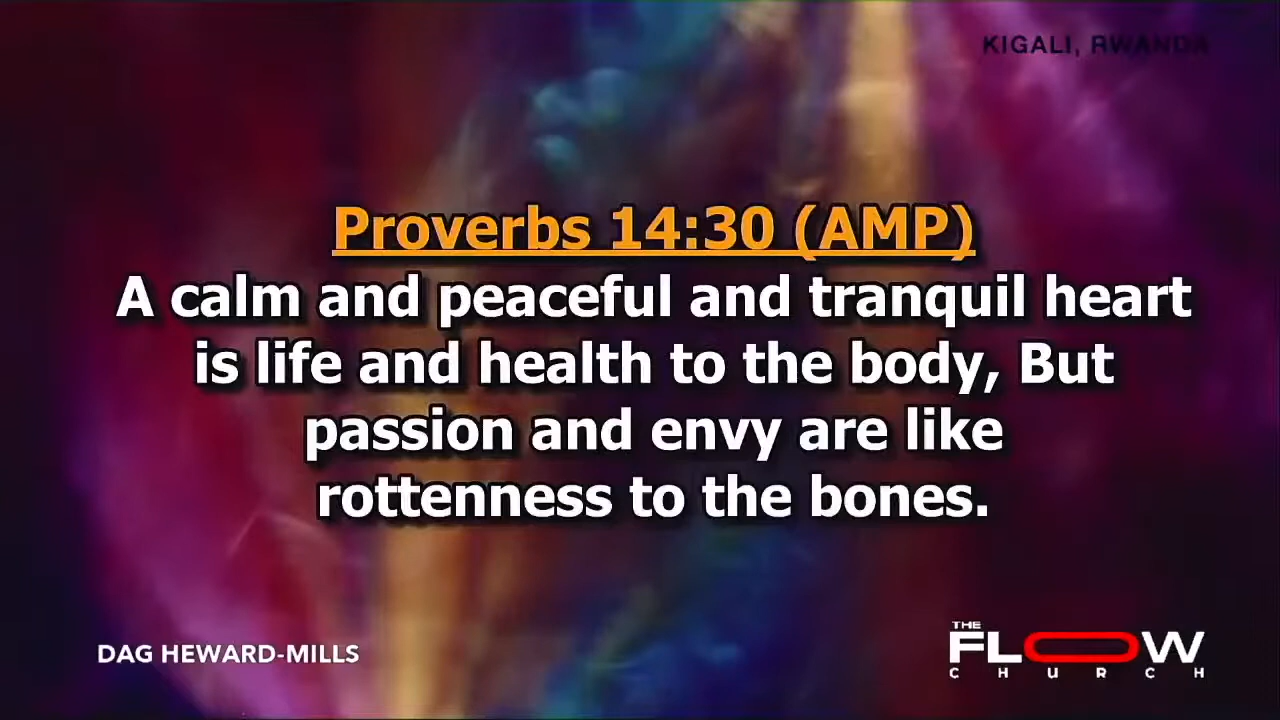 KIGALI, RWANDA
Proverbs 14:30 (AMP)
A calm and peaceful and tranquil heart
is life and health to the body, But
passion and envy are like
rottenness to the bones.
DAG HEWARD-MILLS
THE
FLOW
CHURCH